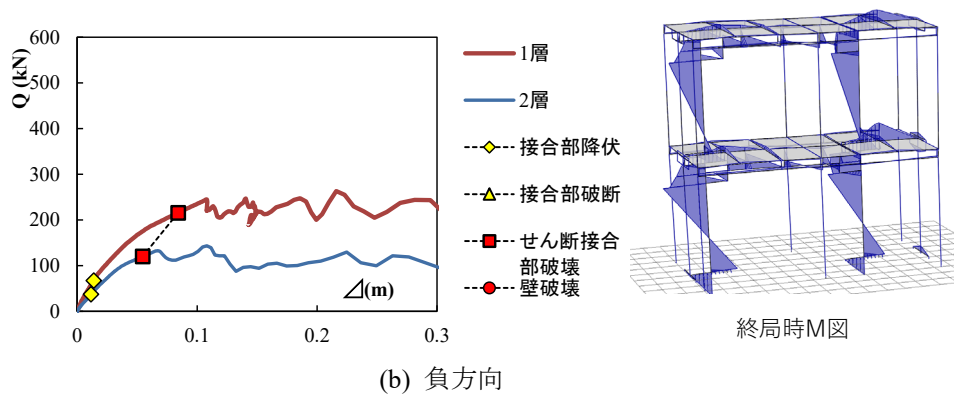 600
500
400
300
200
100
0
Q (kN)
0
0.1
0.2
0.3
⊿(m)
1層
2層
接合部降伏
接合部破断
せん断接合
部破壊
壁破壊
終局時M図
(b) 負方向